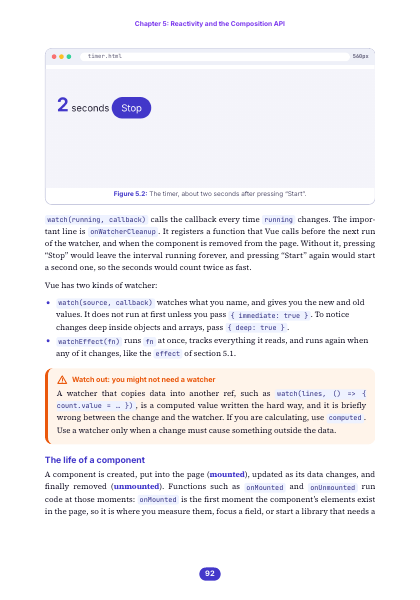 Chapter 5: Reactivity and the Composition API
timer.html
560px
2 seconds Stop
Figure 5.2: The timer, about two seconds after pressing “Start”.
watch(running, callback) calls the callback every time running changes. The impor-
tant line is onWatcherCleanup. It registers a function that Vue calls before the next run
of the watcher, and when the component is removed from the page. Without it, pressing
“Stop” would leave the interval running forever, and pressing “Start” again would start
a second one, so the seconds would count twice as fast.
Vue has two kinds of watcher:
• watch(source, callback) watches what you name, and gives you the new and old
values. It does not run at first unless you pass { immediate: true }. To notice
changes deep inside objects and arrays, pass { deep: true }.
• watchEffect(fn) runs fn at once, tracks everything it reads, and runs again when
any of it changes, like the effect of section 5.1.
Watch out: you might not need a watcher
A watcher that copies data into another ref, such as watch(lines, () => {
count.value = … }), is a computed value written the hard way, and it is briefly
wrong between the change and the watcher. If you are calculating, use computed.
Use a watcher only when a change must cause something outside the data.
The life of a component
A component is created, put into the page (mounted), updated as its data changes, and
finally removed (unmounted). Functions such as onMounted and onUnmounted run
code at those moments: onMounted is the first moment the component’s elements exist
in the page, so it is where you measure them, focus a field, or start a library that needs a
92